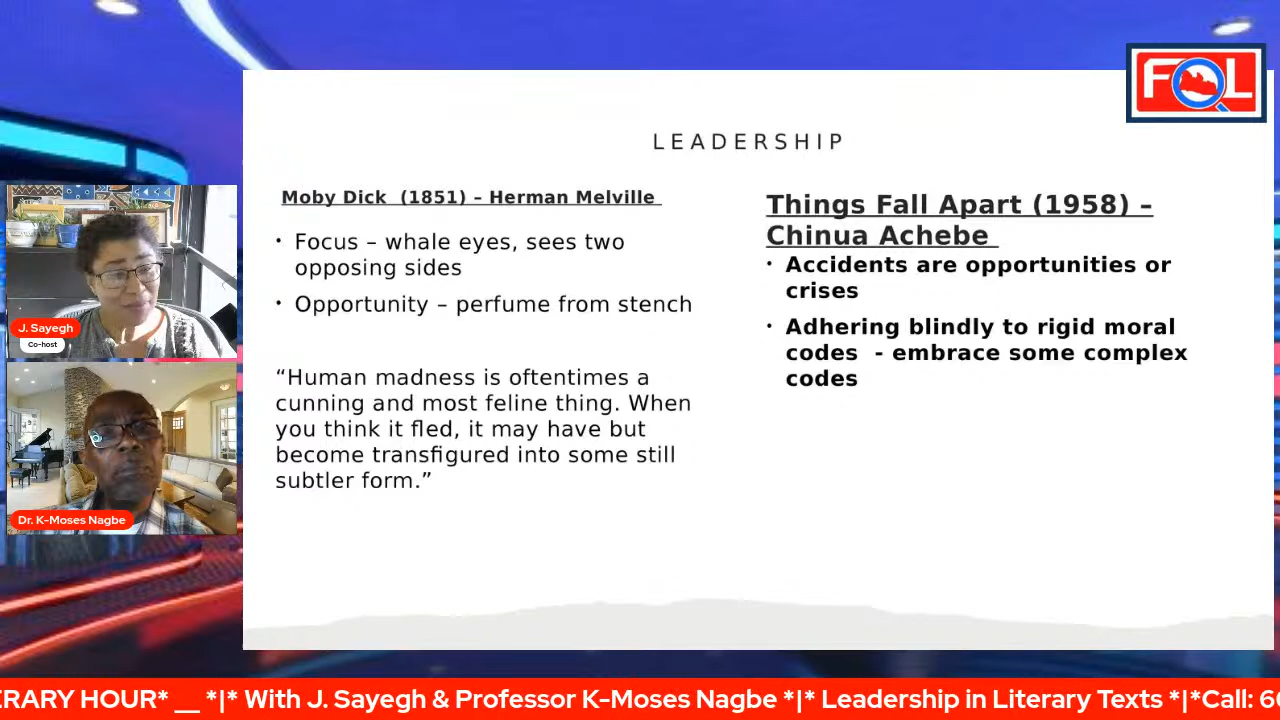 FOL
LEADERSHIP
Moby Dick  (1851) – Herman Melville
• Focus – whale eyes, sees two
opposing sides
• Opportunity – perfume from stench
“Human madness is oftentimes a
cunning and most feline thing. When
you think it fled, it may have but
become transfigured into some still
subtler form.”
Things Fall Apart (1958) –
Chinua Achebe
• Accidents are opportunities or
crises
• Adhering blindly to rigid moral
codes  - embrace some complex
codes
J. Sayegh
Co-host
Dr. K-Moses Nagbe
ERARY HOUR* __ *|* With J. Sayegh & Professor K-Moses Nagbe *|* Leadership in Literary Texts *|*Call: 6